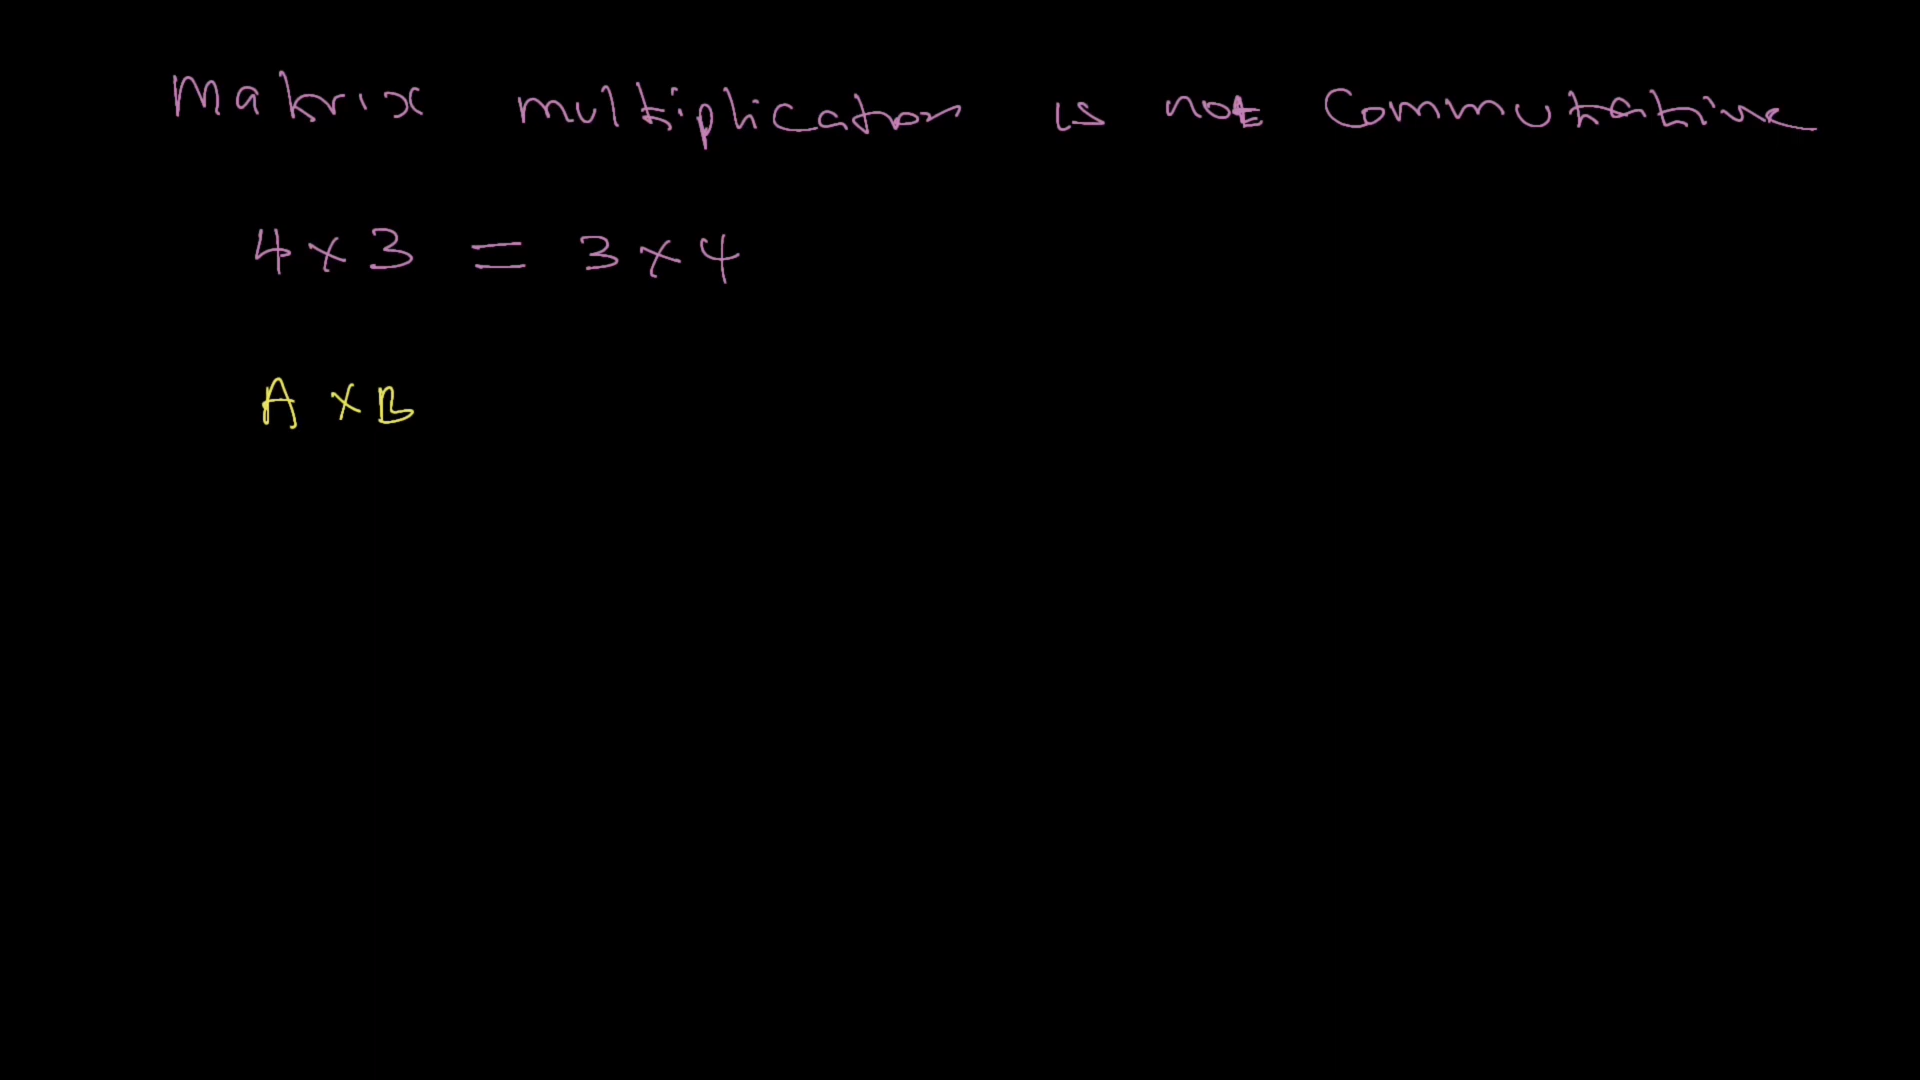 Matrix multiplication is not Commutative
4 × 3 = 3 × 4
A × B